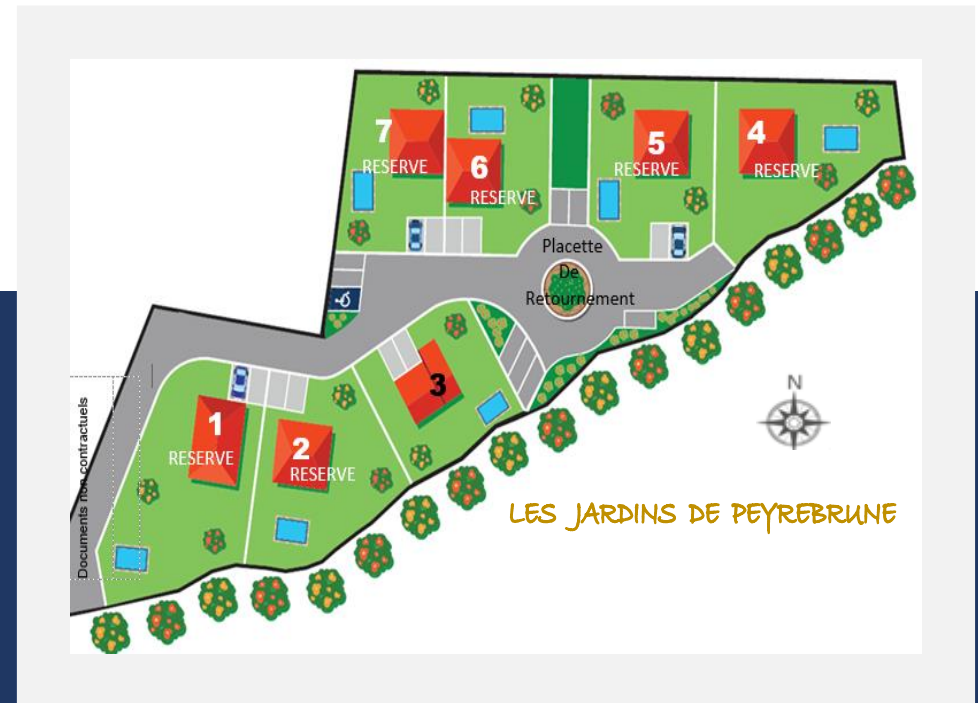 7
RESERVE
6
RESERVE
5
RESERVE
4
RESERVE
Placette
De
Retournement
3
1
RESERVE
2
RESERVE
N
Documents non contractuels
LES JARDINS DE PEYREBRUNE